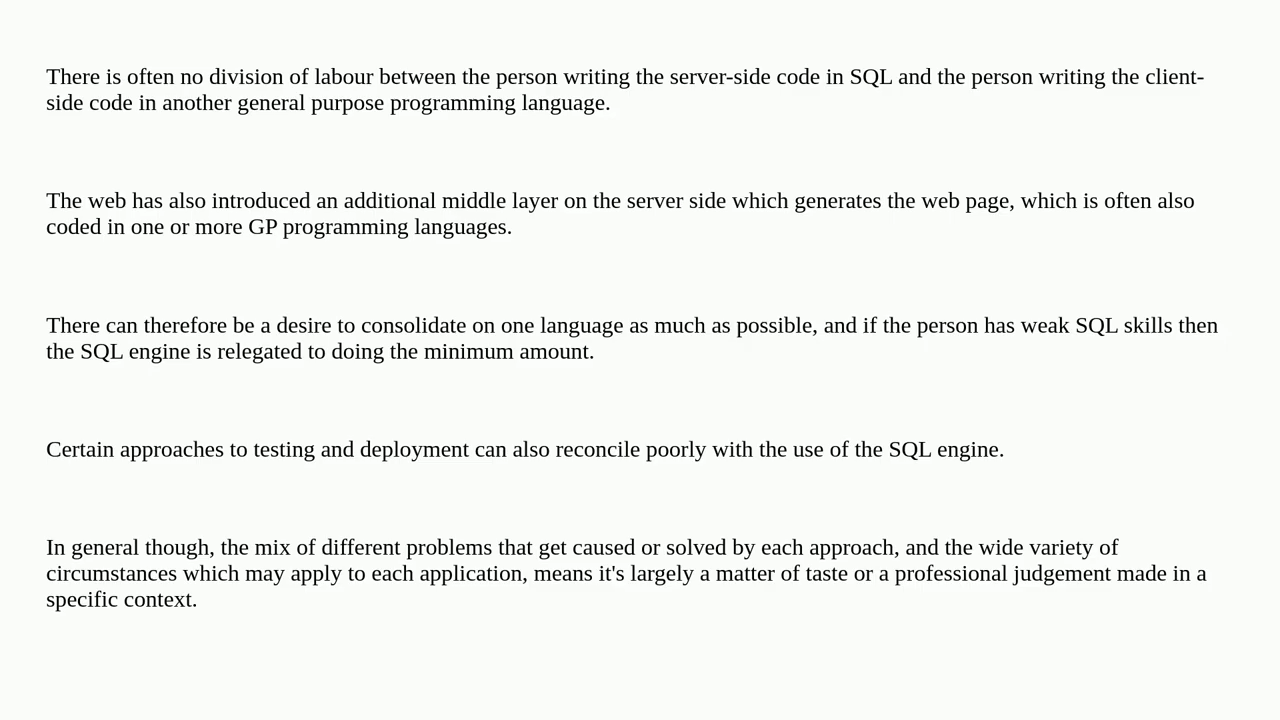 There is often no division of labour between the person writing the server-side code in SQL and the person writing the client-
side code in another general purpose programming language.
The web has also introduced an additional middle layer on the server side which generates the web page, which is often also
coded in one or more GP programming languages.
There can therefore be a desire to consolidate on one language as much as possible, and if the person has weak SQL skills then
the SQL engine is relegated to doing the minimum amount.
Certain approaches to testing and deployment can also reconcile poorly with the use of the SQL engine.
In general though, the mix of different problems that get caused or solved by each approach, and the wide variety of
circumstances which may apply to each application, means it's largely a matter of taste or a professional judgement made in a
specific context.